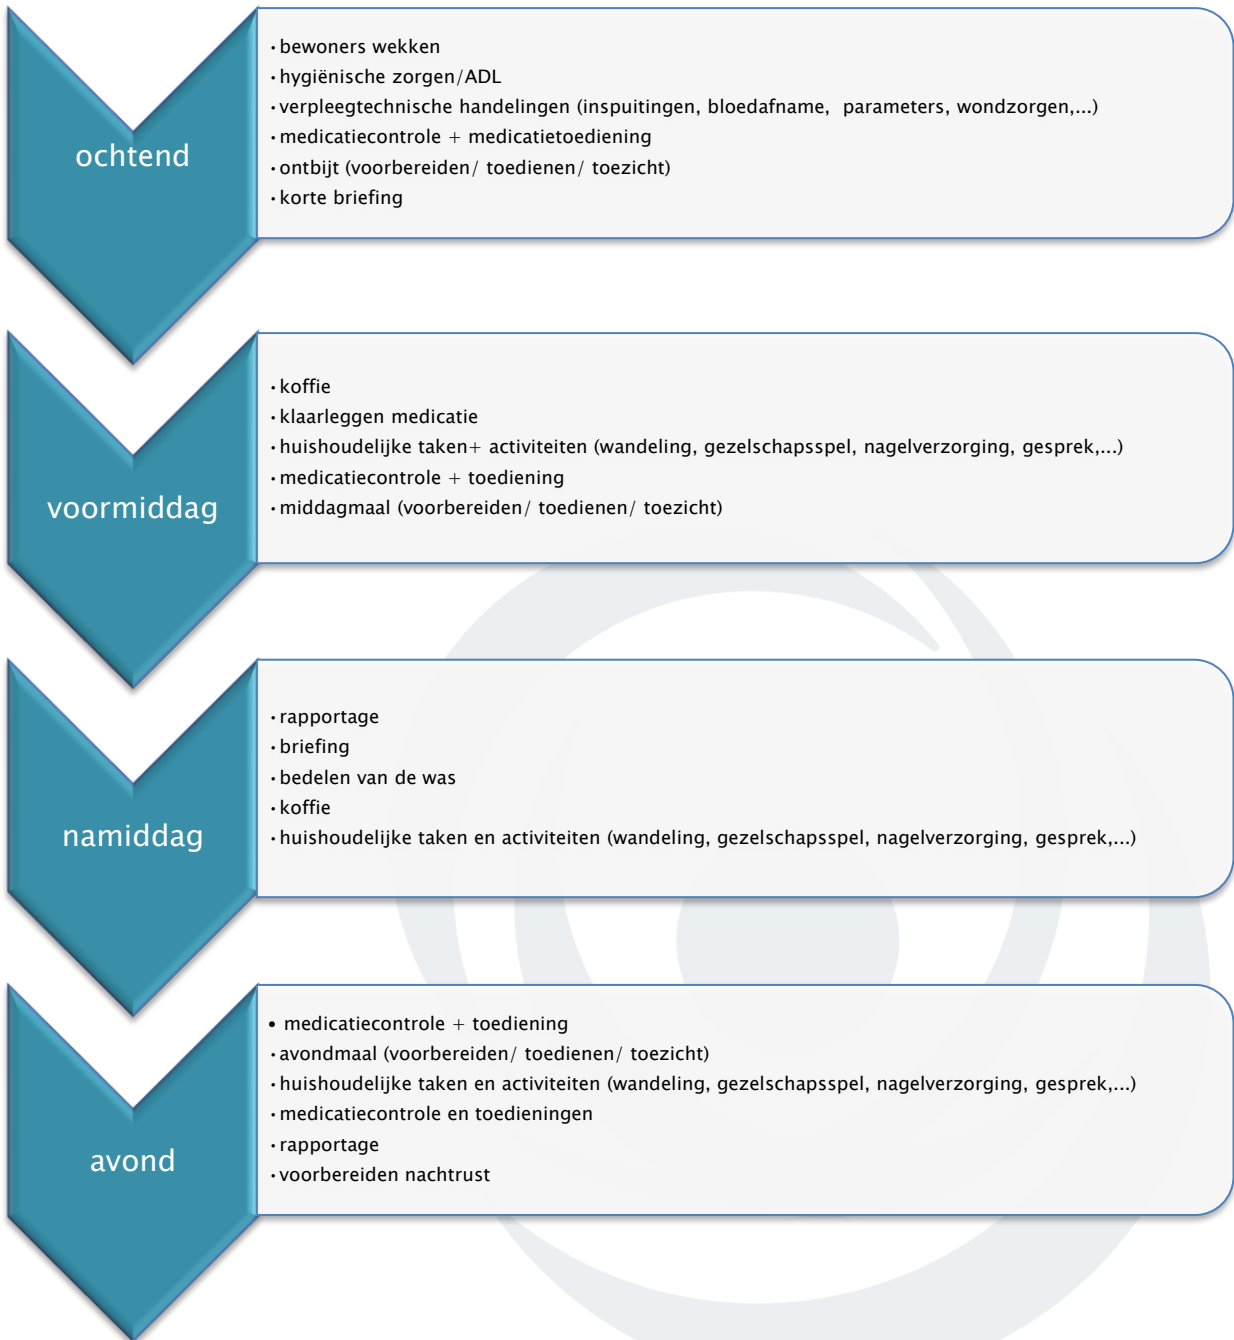 ochtend
•bewoners wekken
•hygiënische zorgen/ADL
•verpleegtechnische handelingen (inspuitingen, bloedafname, parameters, wondzorgen,...)
•medicatiecontrole + medicatietoediening
•ontbijt (voorbereiden/ toedienen/ toezicht)
•korte briefing
voormiddag
•koffie
•klaarleggen medicatie
•huishoudelijke taken+ activiteiten (wandeling, gezelschapsspel, nagelverzorging, gesprek,...)
•medicatiecontrole + toediening
•middagmaal (voorbereiden/ toedienen/ toezicht)
namiddag
•rapportage
•briefing
•bedelen van de was
•koffie
•huishoudelijke taken en activiteiten (wandeling, gezelschapsspel, nagelverzorging, gesprek,...)
avond
• medicatiecontrole + toediening
•avondmaal (voorbereiden/ toedienen/ toezicht)
•huishoudelijke taken en activiteiten (wandeling, gezelschapsspel, nagelverzorging, gesprek,...)
•medicatiecontrole en toedieningen
•rapportage
•voorbereiden nachtrust